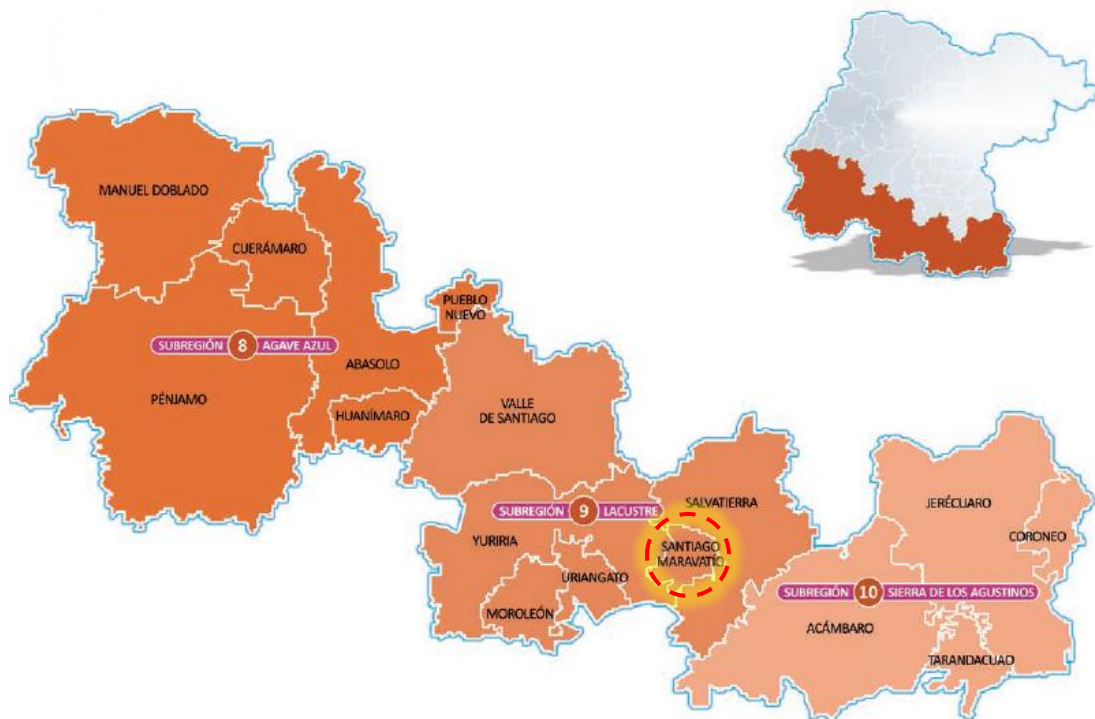 MANUEL DOBLADO
CUERÁMARO
PUEBLO
NUEVO
SUBREGIÓN 8 AGAVE AZUL
ABASOLO
PÉNJAMO
HUANÍMARO
VALLE
DE SANTIAGO
SUBREGIÓN 9 LACUSTRE
SALVATIERRA
JERÉCUARO
YURIRIA
SANTIAGO
MARAVATÍO
CORONEO
URIANGATO
MOROLEÓN
SUBREGIÓN 10 SIERRA DE LOS AGUSTINOS
ACÁMBARO
TARANDACUAO